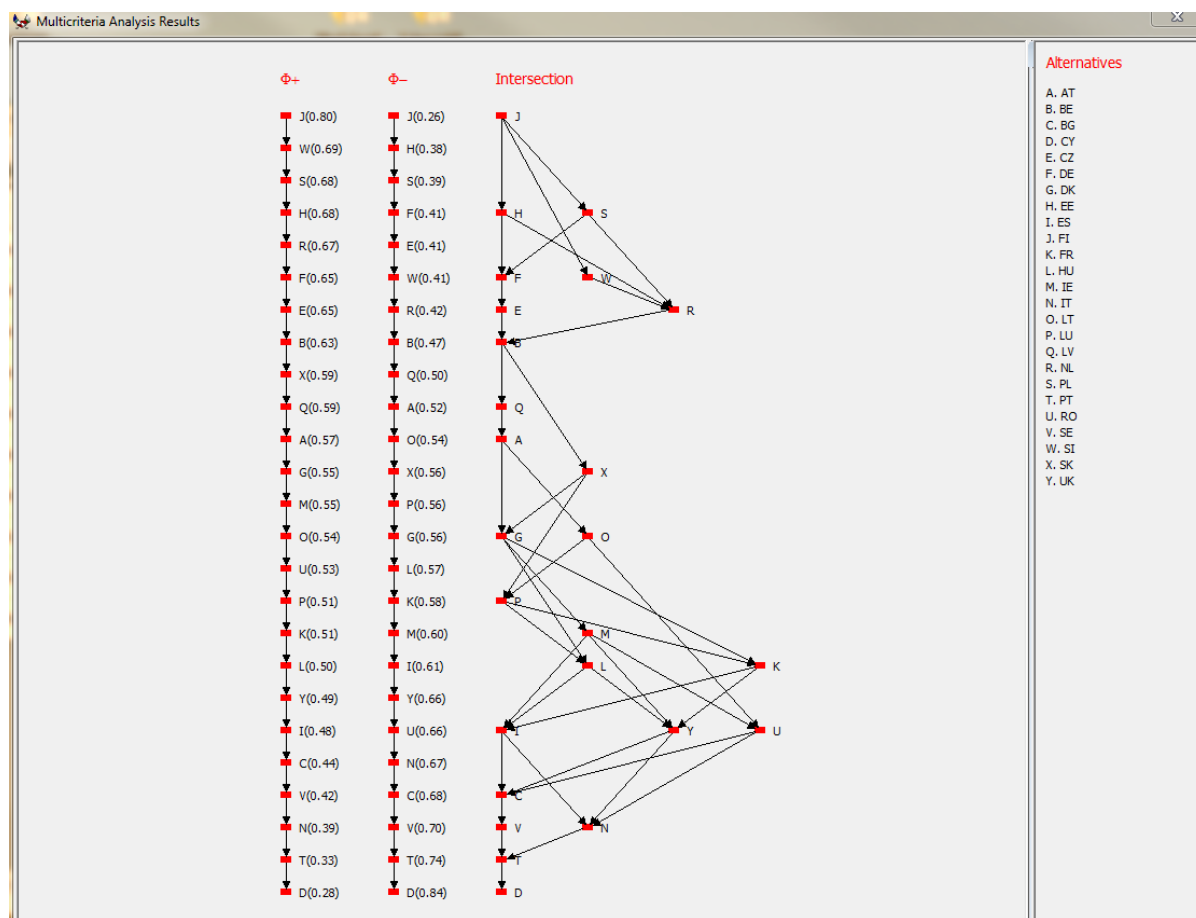 Multicriteria Analysis Results
x
Φ+ Φ− Intersection
J(0.80) J(0.26) J
W(0.69) H(0.38)
S(0.68) S(0.39)
H(0.68) F(0.41) H S
R(0.67) E(0.41)
F(0.65) W(0.41) F W
E(0.65) R(0.42) E R
B(0.63) B(0.47) B
X(0.59) Q(0.50)
Q(0.59) A(0.52) Q
A(0.57) O(0.54) A
G(0.55) X(0.56) X
M(0.55) P(0.56)
O(0.54) G(0.56) G O
U(0.53) L(0.57)
P(0.51) K(0.58) P
K(0.51) M(0.60) M
L(0.50) I(0.61) L K
Y(0.49) Y(0.66)
I(0.48) U(0.66) I Y U
C(0.44) N(0.67)
V(0.42) C(0.68) C
N(0.39) V(0.70) V N
T(0.33) T(0.74) T
D(0.28) D(0.84) D
Alternatives
A. AT
B. BE
C. BG
D. CY
E. CZ
F. DE
G. DK
H. EE
I. ES
J. FI
K. FR
L. HU
M. IE
N. IT
O. LT
P. LU
Q. LV
R. NL
S. PL
T. PT
U. RO
V. SE
W. SI
X. SK
Y. UK